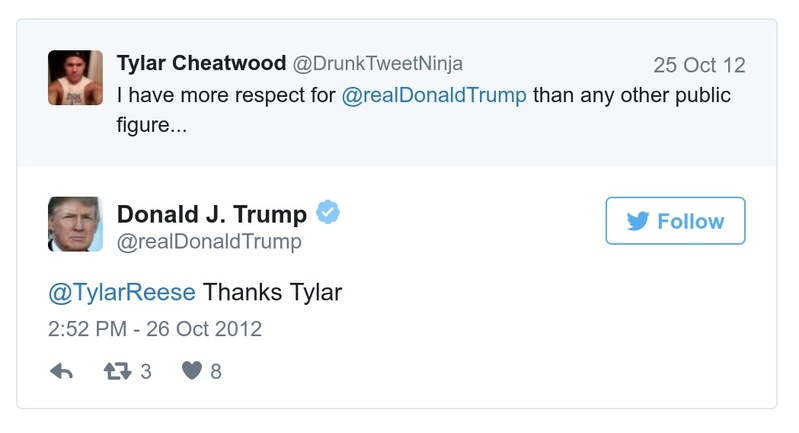 Tylar Cheatwood @DrunkTweetNinja 25 Oct 12
I have more respect for @realDonaldTrump than any other public
figure...
Donald J. Trump
@realDonaldTrump
Follow
@TylarReese Thanks Tylar
2:52 PM - 26 Oct 2012
3 8